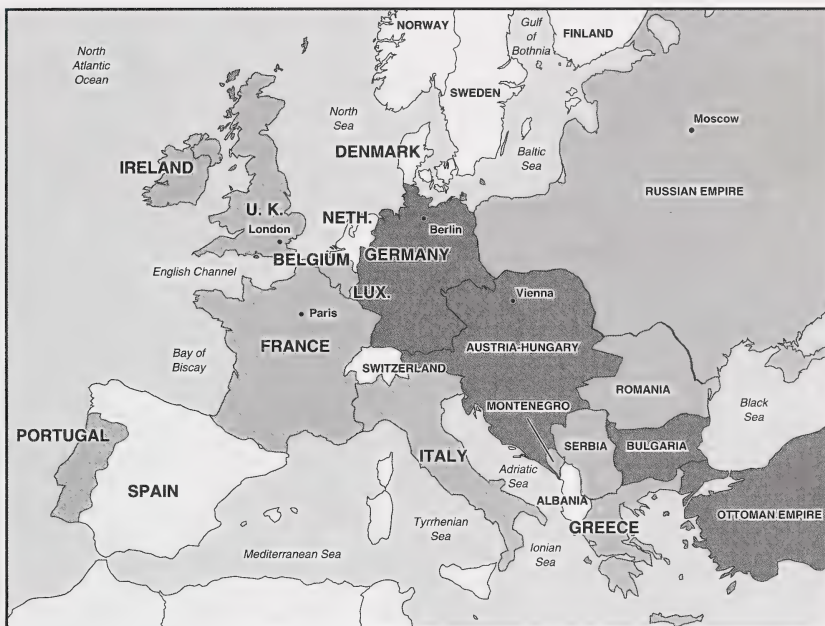 NORWAY
Gulf
of
Bothnia
FINLAND
North
Atlantic
Ocean
SWEDEN
Moscow
North
Sea
DENMARK
Baltic
Sea
IRELAND
RUSSIAN EMPIRE
U. K.
London
NETH.
Berlin
BELGIUM
GERMANY
English Channel
LUX.
Vienna
Paris
FRANCE
AUSTRIA-HUNGARY
Bay of
Biscay
SWITZERLAND
ROMANIA
Black
Sea
MONTENEGRO
PORTUGAL
ITALY
SERBIA
BULGARIA
SPAIN
Adriatic
Sea
ALBANIA
OTTOMAN EMPIRE
Tyrrhenian
Sea
GREECE
Mediterranean Sea
Ionian
Sea